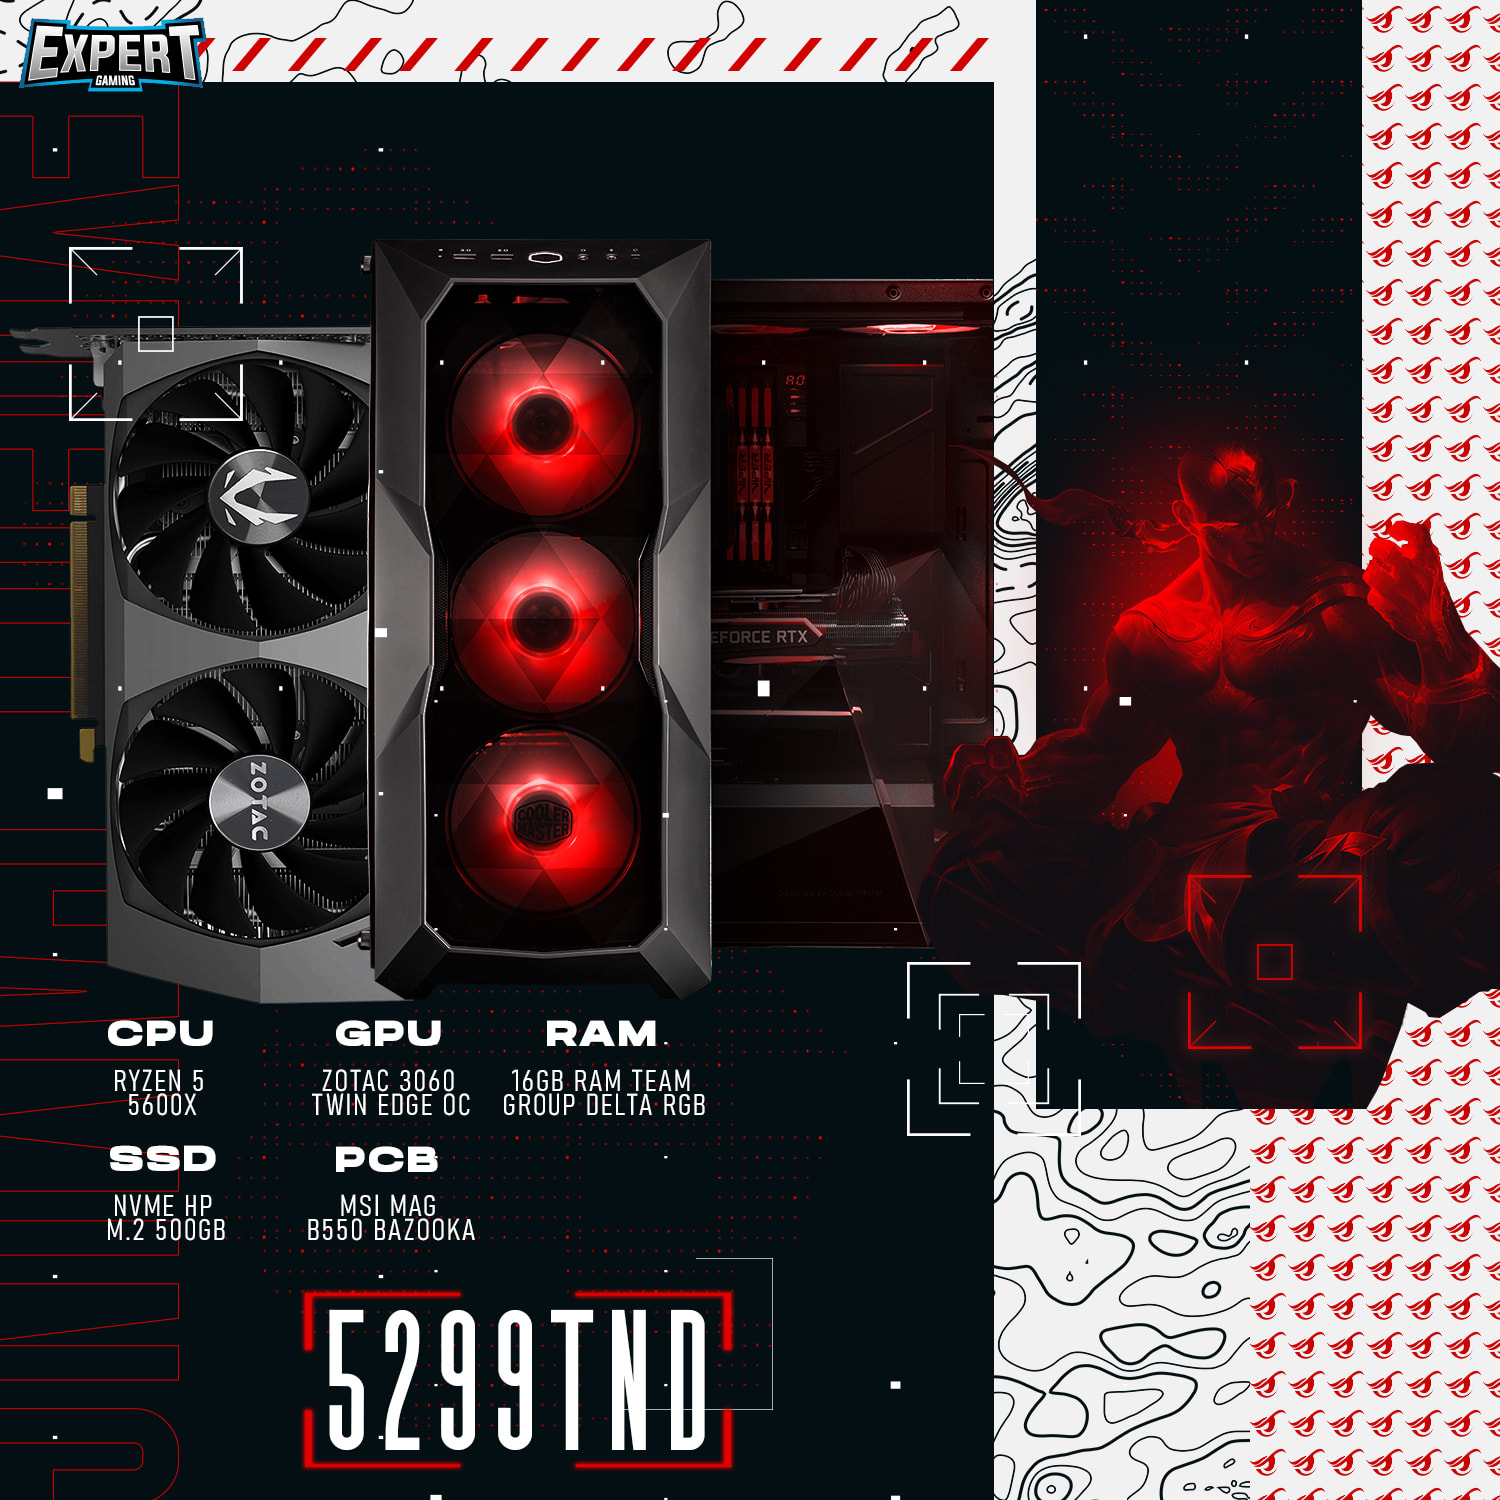 EXPERT
GAMING
A0
EFORCE RTX
ZOTAC
COOLER
MASTER
CPU
GPU
RAM
RYZEN 5
5600X
ZOTAC 3060
TWIN EDGE OC
16GB RAM TEAM
GROUP DELTA RGB
SSD
PCB
NVME HP
M.2 500GB
MSI MAG
B550 BAZOOKA
5299TND